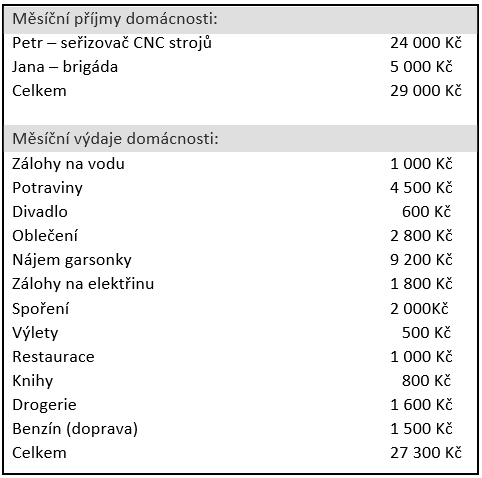 Měsíční příjmy domácnosti:
Petr – seřizovač CNC strojů 24 000 Kč
Jana – brigáda 5 000 Kč
Celkem 29 000 Kč
Měsíční výdaje domácnosti:
Zálohy na vodu 1 000 Kč
Potraviny 4 500 Kč
Divadlo 600 Kč
Oblečení 2 800 Kč
Nájem garsonky 9 200 Kč
Zálohy na elektřinu 1 800 Kč
Spoření 2 000Kč
Výlety 500 Kč
Restaurace 1 000 Kč
Knihy 800 Kč
Drogerie 1 600 Kč
Benzín (doprava) 1 500 Kč
Celkem 27 300 Kč